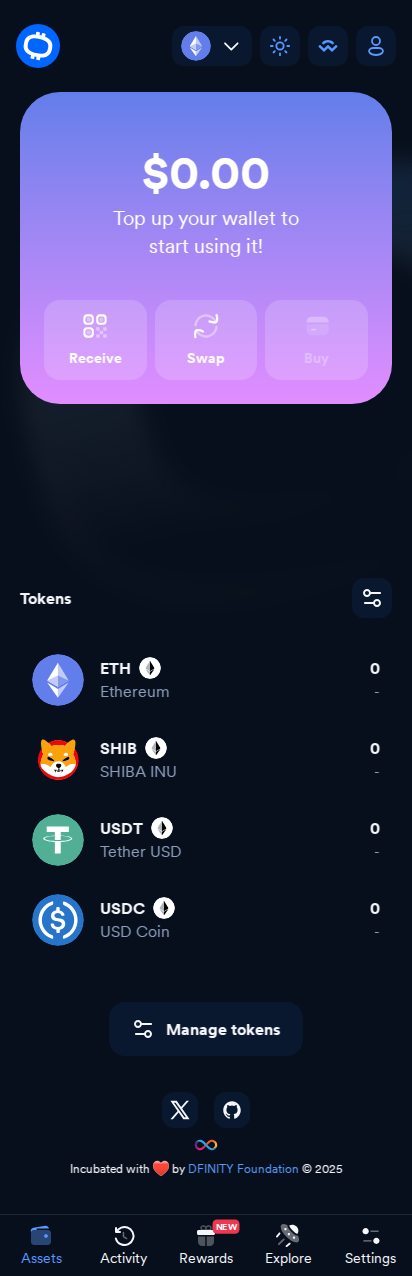 $0.00
Top up your wallet to
start using it!
Receive Swap Buy
Tokens
ETH 0
Ethereum -
SHIB 0
SHIBA INU -
USDT 0
Tether USD -
USDC 0
USD Coin -
Manage tokens
Incubated with ❤️ by DFINITY Foundation © 2025
NEW
Assets Activity Rewards Explore Settings